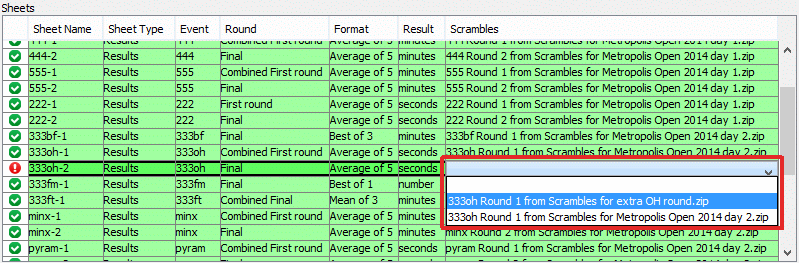 Sheets
Sheet Name Sheet Type Event Round Format Result Scrambles
444-1 Results 444 Combined First round Average of 5 minutes 444 Round 1 from Scrambles for Metropolis Open 2014 day 1.zip
444-2 Results 444 Final Average of 5 minutes 444 Round 2 from Scrambles for Metropolis Open 2014 day 1.zip
555-1 Results 555 Combined First round Average of 5 minutes 555 Round 1 from Scrambles for Metropolis Open 2014 day 1.zip
555-2 Results 555 Final Average of 5 minutes 555 Round 2 from Scrambles for Metropolis Open 2014 day 1.zip
222-1 Results 222 First round Average of 5 seconds 222 Round 1 from Scrambles for Metropolis Open 2014 day 2.zip
222-2 Results 222 Final Average of 5 seconds 222 Round 2 from Scrambles for Metropolis Open 2014 day 2.zip
333bf-1 Results 333bf Final Best of 3 minutes 333bf Round 1 from Scrambles for Metropolis Open 2014 day 2.zip
333oh-1 Results 333oh Combined First round Average of 5 seconds 333oh Round 1 from Scrambles for Metropolis Open 2014 day 2.zip
333oh-2 Results 333oh Final Average of 5 seconds
333fm-1 Results 333fm Final Best of 1 number
333oh Round 1 from Scrambles for extra OH round.zip
333ft-1 Results 333ft Combined Final Mean of 3 minutes
333oh Round 1 from Scrambles for Metropolis Open 2014 day 2.zip
minx-1 Results minx Combined First round Average of 5 minutes
minx-2 Results minx Final Average of 5 minutes minx Round 2 from Scrambles for Metropolis Open 2014 day 2.zip
pyram-1 Results pyram Combined First round Average of 5 seconds pyram Round 1 from Scrambles for Metropolis Open 2014 day 2.zip